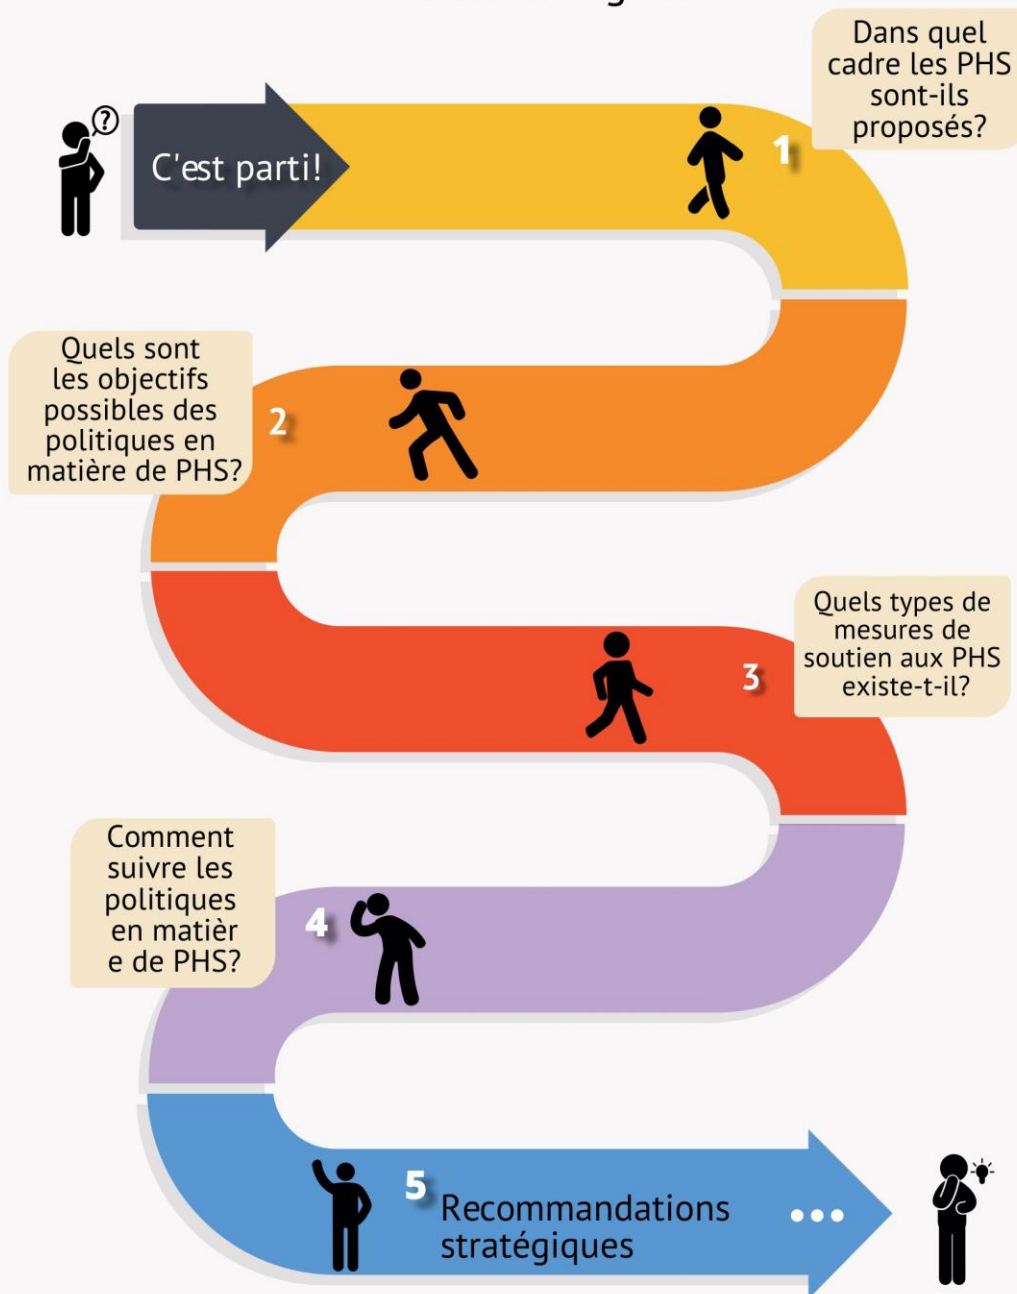 C'est parti!
?
1
Dans quel
cadre les PHS
sont-ils
proposés?
Quels sont
les objectifs
possibles des
politiques en
matière de PHS?
2
3
Quels types de
mesures de
soutien aux PHS
existe-t-il?
Comment
suivre les
politiques
en matièr
e de PHS?
4
5
Recommandations
stratégiques
...